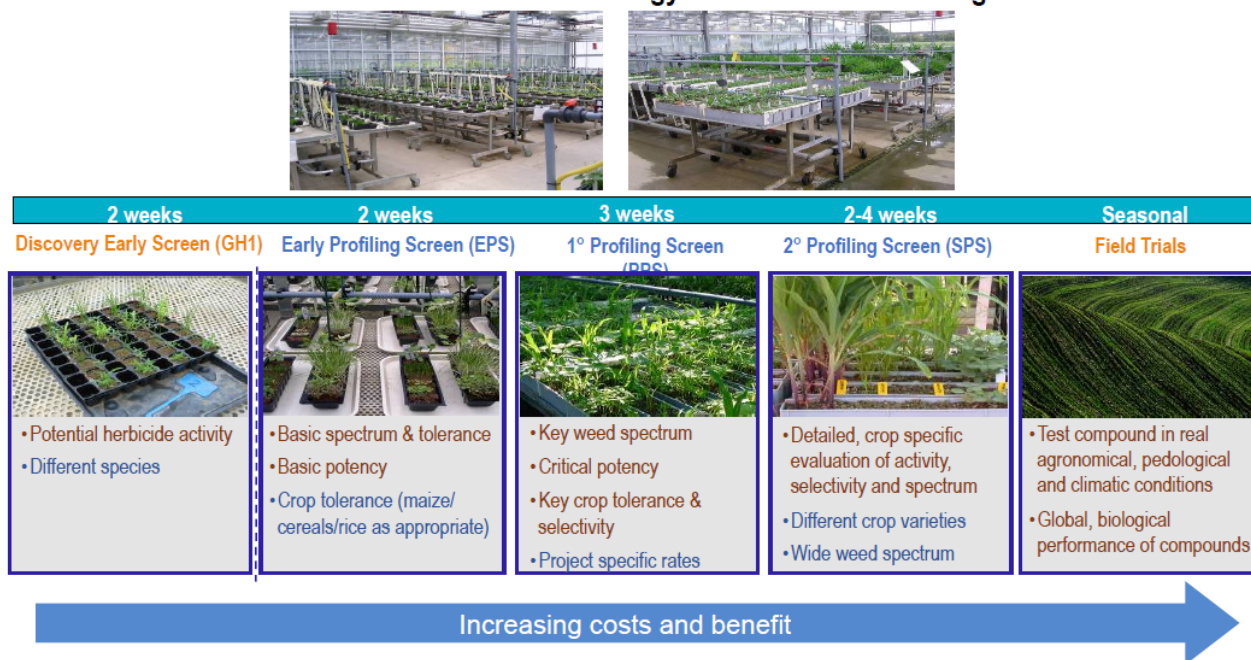 2 weeks
2 weeks
3 weeks
2-4 weeks
Seasonal
Discovery Early Screen (GH1)
Early Profiling Screen (EPS)
1° Profiling Screen
2° Profiling Screen (SPS)
Field Trials
•Potential herbicide activity
•Different species
•Basic spectrum & tolerance
•Basic potency
•Crop tolerance (maize/
cereals/rice as appropriate)
•Key weed spectrum
•Critical potency
•Key crop tolerance &
selectivity
•Project specific rates
•Detailed, crop specific
evaluation of activity,
selectivity and spectrum
•Different crop varieties
•Wide weed spectrum
•Test compound in real
agronomical, pedological
and climatic conditions
•Global, biological
performance of compounds
Increasing costs and benefit